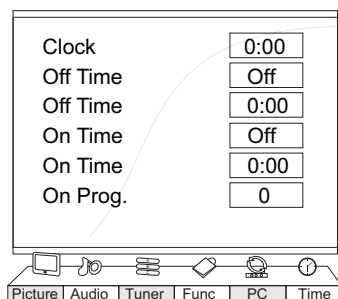 Clock 0:00
Off Time Off
Off Time 0:00
On Time Off
On Time 0:00
On Prog. 0
Picture Audio Tuner Func PC Time